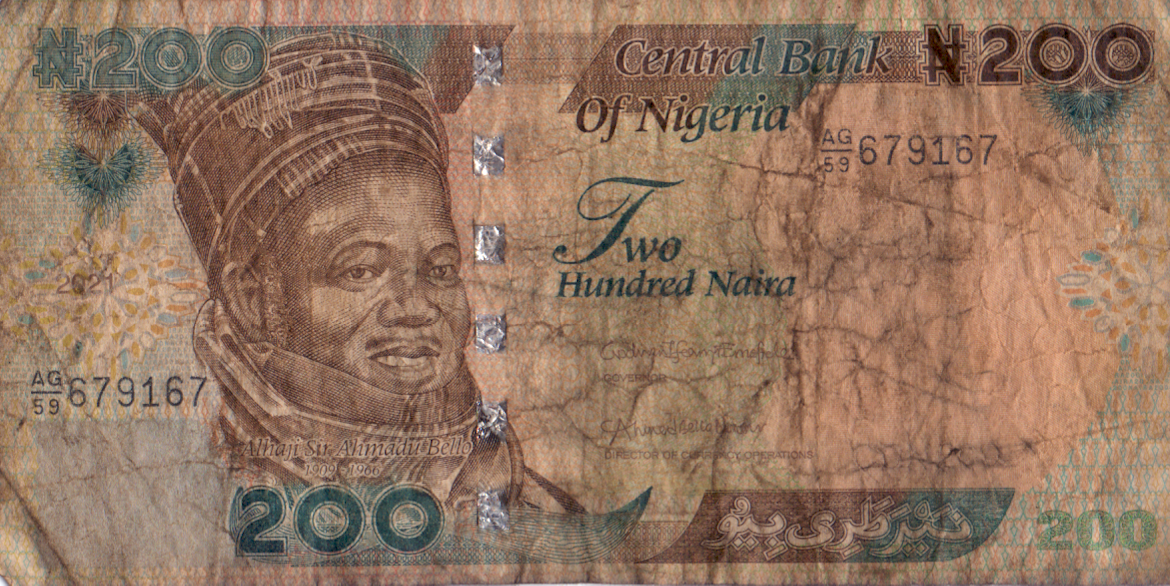 ₦200
Central Bank
Of Nigeria
₦200
AG
59 679167
Two
Hundred Naira
2021
GOVERNOR
AG
59 679167
Alhaji Sir Ahmadu Bello
1909 - 1966
DIRECTOR OF CURRENCY OPERATIONS
200
200